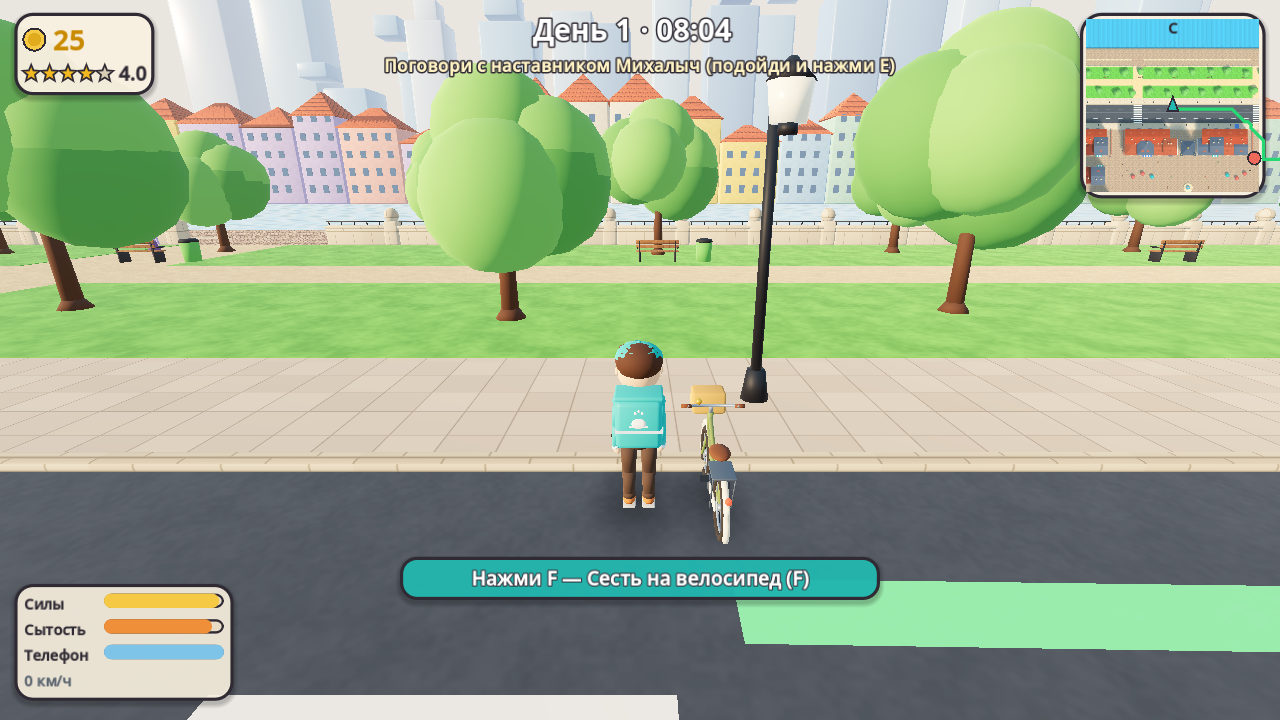 25
4.0
День 1 · 08:04
Поговори с наставником Михалыч (подойди и нажми E)
С
Нажми F — Сесть на велосипед (F)
Силы
Сытость
Телефон
0 км/ч